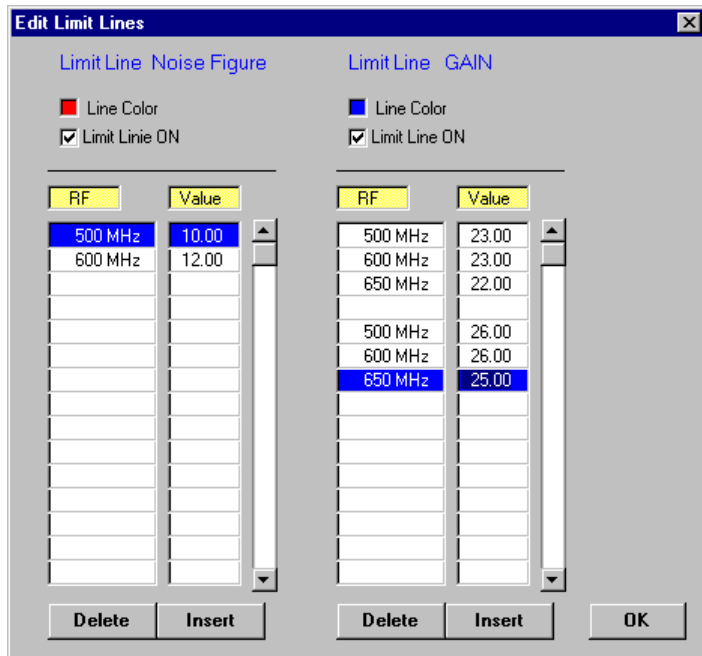 Edit Limit Lines
Limit Line Noise Figure
Line Color
Limit Linie ON
RF Value
500 MHz 10.00
600 MHz 12.00
Delete Insert
Limit Line GAIN
Line Color
Limit Line ON
RF Value
500 MHz 23.00
600 MHz 23.00
650 MHz 22.00
500 MHz 26.00
600 MHz 26.00
650 MHz 25.00
Delete Insert
OK